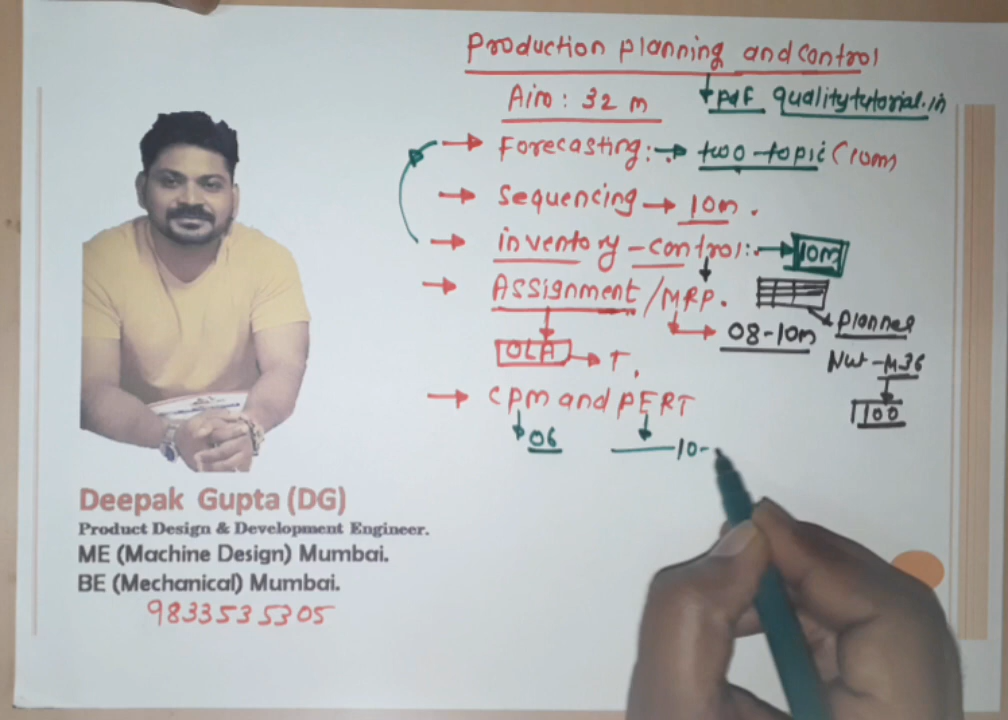 Production planning and control
Aim: 32 m
pdf qualitytutorial.in
→ Forecasting: → two-topic (10m)
→ Sequencing → 10m.
→ inventory-control: → 10m
→ Assignment / MRP.
→ 08-10m
Planner
OLA → T.
Nut-M36
100
→ CPM and PERT
06
10-
Deepak Gupta (DG)
Product Design & Development Engineer.
ME (Machine Design) Mumbai.
BE (Mechanical) Mumbai.
9833535305